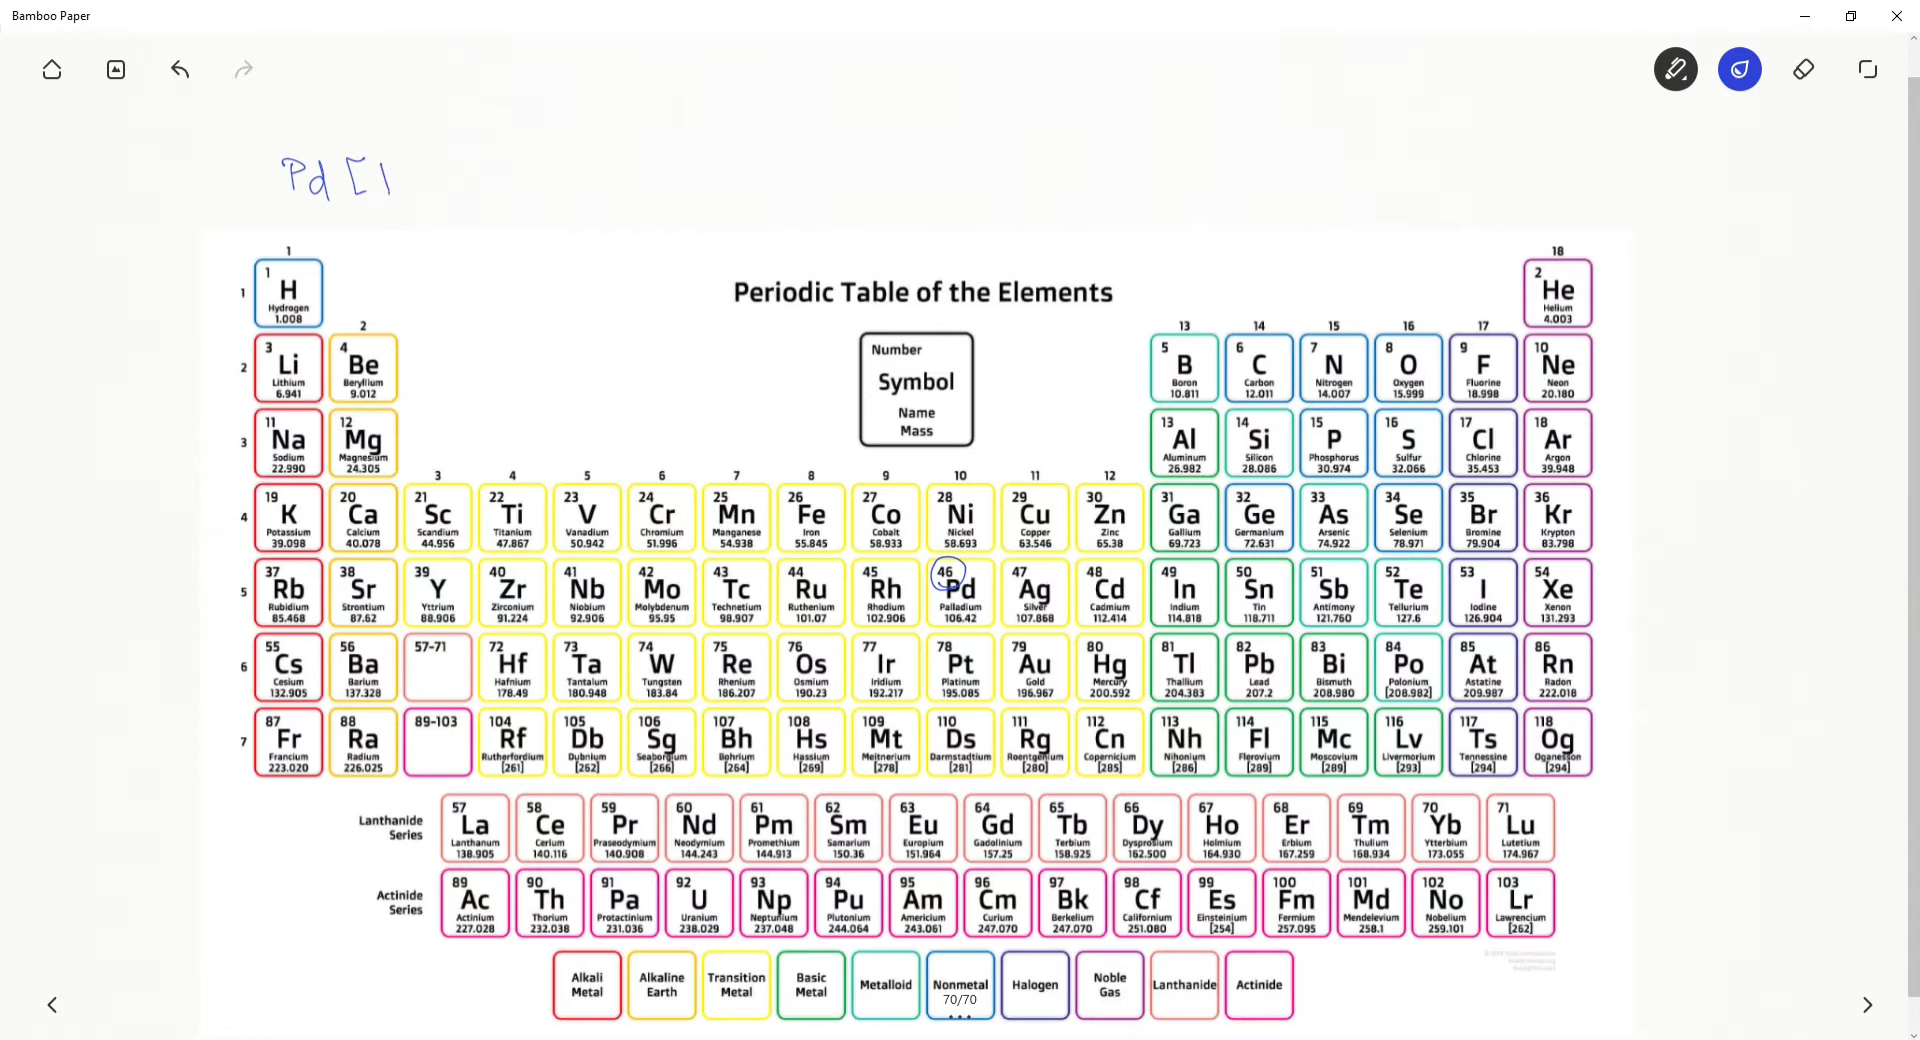 Bamboo Paper
Pd [
1 18
1 H Hydrogen 1.008
2 He Helium 4.003
1
Periodic Table of the Elements
2 13 14 15 16 17
Number
Symbol
Name
Mass
2
3 Li Lithium 6.941
4 Be Beryllium 9.012
5 B Boron 10.811
6 C Carbon 12.011
7 N Nitrogen 14.007
8 O Oxygen 15.999
9 F Fluorine 18.998
10 Ne Neon 20.180
3
11 Na Sodium 22.990
12 Mg Magnesium 24.305
13 Al Aluminum 26.982
14 Si Silicon 28.086
15 P Phosphorus 30.974
16 S Sulfur 32.066
17 Cl Chlorine 35.453
18 Ar Argon 39.948
3 4 5 6 7 8 9 10 11 12
4
19 K Potassium 39.098
20 Ca Calcium 40.078
21 Sc Scandium 44.956
22 Ti Titanium 47.867
23 V Vanadium 50.942
24 Cr Chromium 51.996
25 Mn Manganese 54.938
26 Fe Iron 55.845
27 Co Cobalt 58.933
28 Ni Nickel 58.693
29 Cu Copper 63.546
30 Zn Zinc 65.38
31 Ga Gallium 69.723
32 Ge Germanium 72.631
33 As Arsenic 74.922
34 Se Selenium 78.971
35 Br Bromine 79.904
36 Kr Krypton 83.798
5
37 Rb Rubidium 85.468
38 Sr Strontium 87.62
39 Y Yttrium 88.906
40 Zr Zirconium 91.224
41 Nb Niobium 92.906
42 Mo Molybdenum 95.95
43 Tc Technetium 98.907
44 Ru Ruthenium 101.07
45 Rh Rhodium 102.906
46 Pd Palladium 106.42
47 Ag Silver 107.868
48 Cd Cadmium 112.414
49 In Indium 114.818
50 Sn Tin 118.711
51 Sb Antimony 121.760
52 Te Tellurium 127.6
53 I Iodine 126.904
54 Xe Xenon 131.293
6
55 Cs Cesium 132.905
56 Ba Barium 137.328
57-71
72 Hf Hafnium 178.49
73 Ta Tantalum 180.948
74 W Tungsten 183.84
75 Re Rhenium 186.207
76 Os Osmium 190.23
77 Ir Iridium 192.217
78 Pt Platinum 195.085
79 Au Gold 196.967
80 Hg Mercury 200.592
81 Tl Thallium 204.383
82 Pb Lead 207.2
83 Bi Bismuth 208.980
84 Po Polonium [208.982]
85 At Astatine 209.987
86 Rn Radon 222.018
7
87 Fr Francium 223.020
88 Ra Radium 226.025
89-103
104 Rf Rutherfordium [261]
105 Db Dubnium [262]
106 Sg Seaborgium [266]
107 Bh Bohrium [264]
108 Hs Hassium [269]
109 Mt Meitnerium [278]
110 Ds Darmstadtium [281]
111 Rg Roentgenium [280]
112 Cn Copernicium [285]
113 Nh Nihonium [286]
114 Fl Flerovium [289]
115 Mc Moscovium [289]
116 Lv Livermorium [293]
117 Ts Tennessine [294]
118 Og Oganesson [294]
Lanthanide
Series
57 La Lanthanum 138.905
58 Ce Cerium 140.116
59 Pr Praseodymium 140.908
60 Nd Neodymium 144.243
61 Pm Promethium 144.913
62 Sm Samarium 150.36
63 Eu Europium 151.964
64 Gd Gadolinium 157.25
65 Tb Terbium 158.925
66 Dy Dysprosium 162.500
67 Ho Holmium 164.930
68 Er Erbium 167.259
69 Tm Thulium 168.934
70 Yb Ytterbium 173.055
71 Lu Lutetium 174.967
Actinide
Series
89 Ac Actinium 227.028
90 Th Thorium 232.038
91 Pa Protactinium 231.036
92 U Uranium 238.029
93 Np Neptunium 237.048
94 Pu Plutonium 244.064
95 Am Americium 243.061
96 Cm Curium 247.070
97 Bk Berkelium 247.070
98 Cf Californium 251.080
99 Es Einsteinium [254]
100 Fm Fermium 257.095
101 Md Mendelevium 258.1
102 No Nobelium 259.101
103 Lr Lawrencium [262]
Alkali Metal
Alkaline Earth
Transition Metal
Basic Metal
Metalloid
Nonmetal
Halogen
Noble Gas
Lanthanide
Actinide
70/70